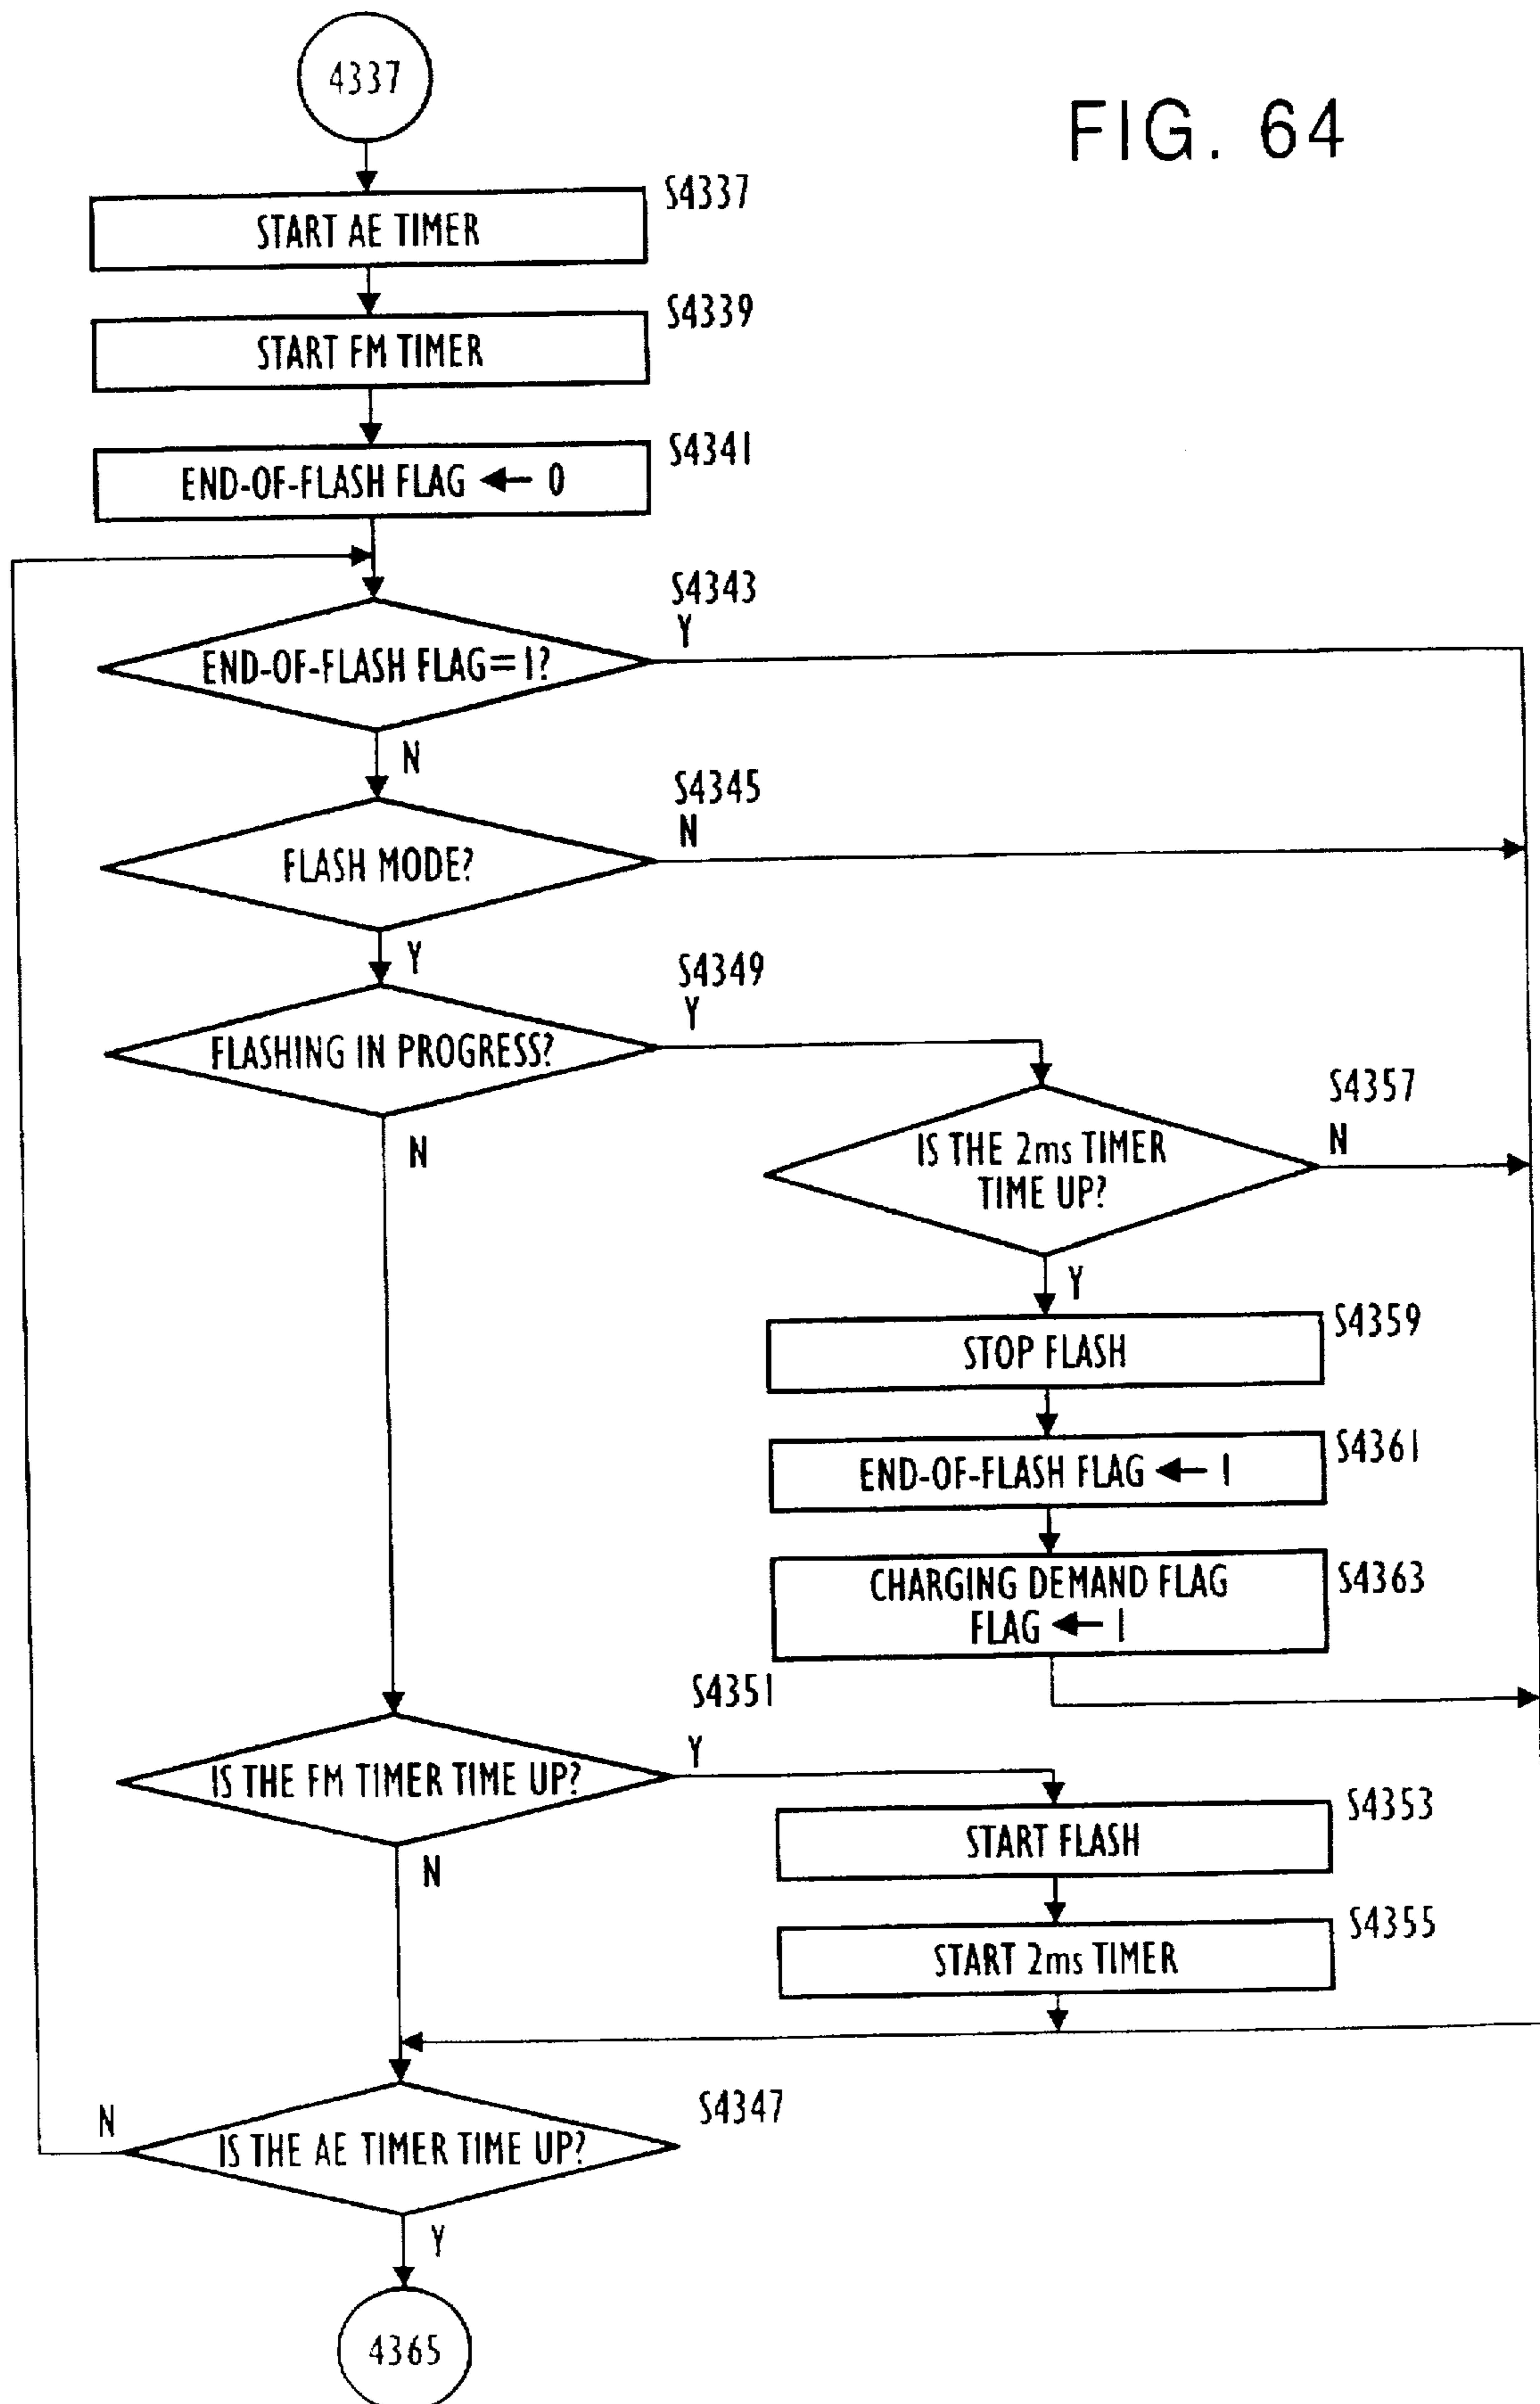 4337
FIG. 64
S4337
START AE TIMER
S4339
START FM TIMER
S4341
END-OF-FLASH FLAG ← 0
S4343
Y
END-OF-FLASH FLAG=1?
N
S4345
N
FLASH MODE?
Y
S4349
Y
FLASHING IN PROGRESS?
N
S4357
N
IS THE 2ms TIMER
TIME UP?
Y
S4359
STOP FLASH
S4361
END-OF-FLASH FLAG ← 1
S4363
CHARGING DEMAND FLAG
FLAG ← 1
S4351
Y
IS THE FM TIMER TIME UP?
N
S4353
START FLASH
S4355
START 2ms TIMER
S4347
N
IS THE AE TIMER TIME UP?
Y
4365